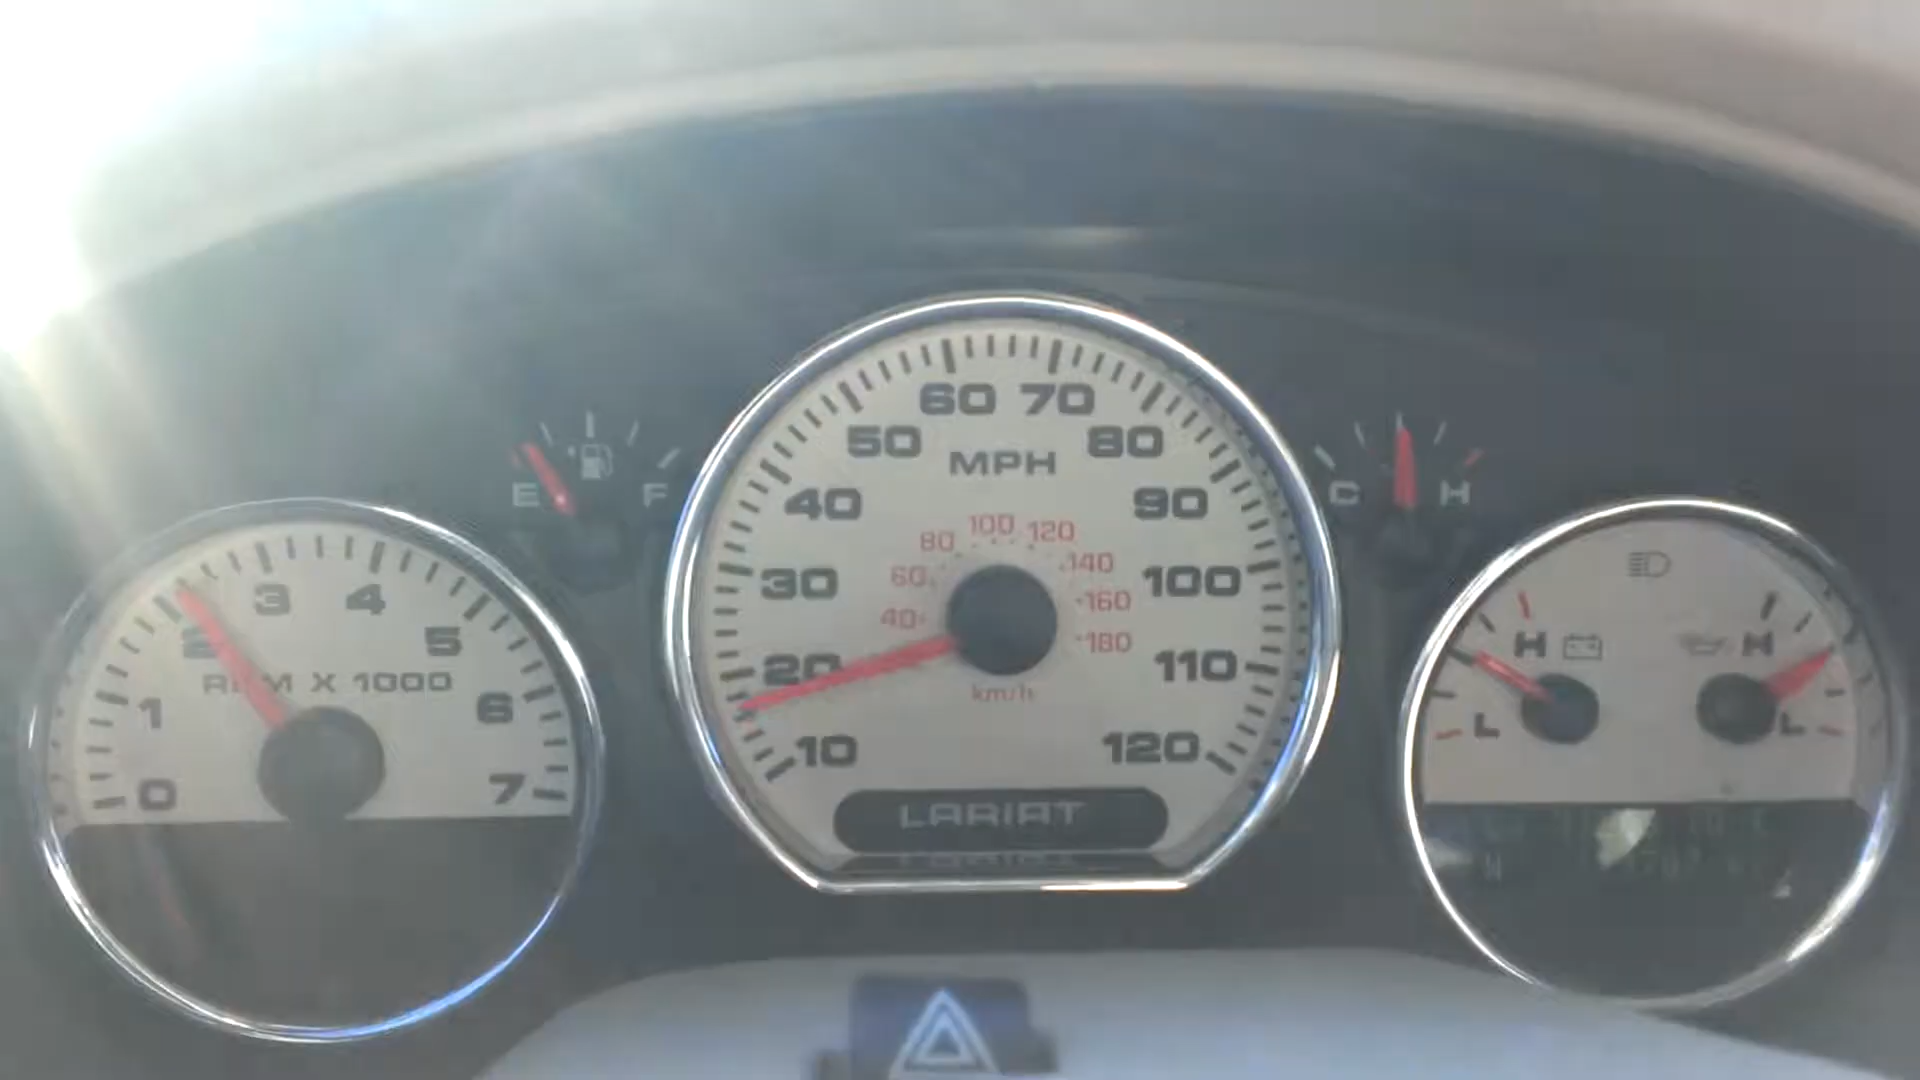 60 70
50 80
MPH
40 90
80 100 120
60 140
30 100
40 160
180
20 110
km/h
10 120
LARIAT
E F
C H
3 4
2 5
RPM X 1000
1 6
0 7
H H
L L